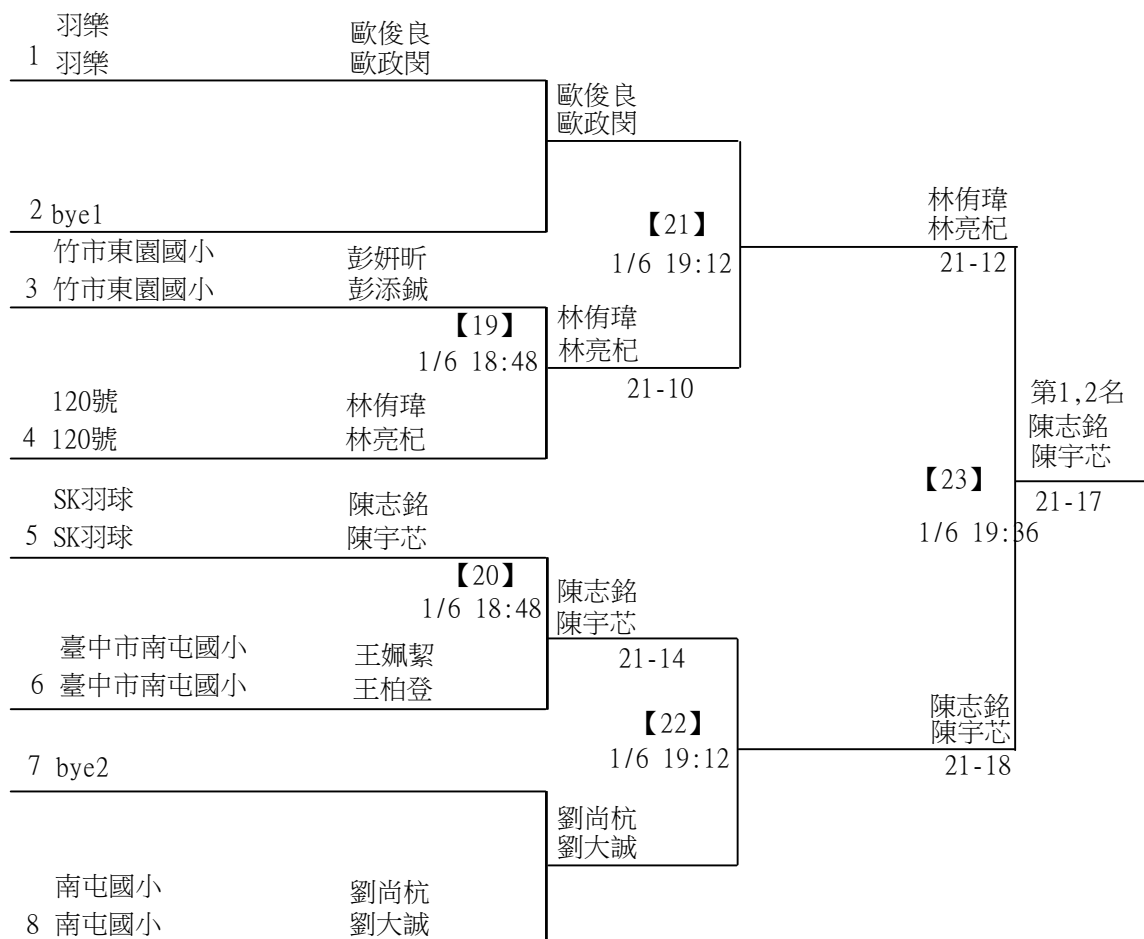 羽樂 歐俊良
1 羽樂 歐政閔
歐俊良
歐政閔
2 bye1
【21】
1/6 19:12
林侑瑋
林亮杞
21-12
竹市東園國小 彭妍昕
3 竹市東園國小 彭添鋮
【19】
1/6 18:48
林侑瑋
林亮杞
21-10
120號 林侑瑋
4 120號 林亮杞
第1,2名
陳志銘
陳宇芯
21-17
【23】
1/6 19:36
SK羽球 陳志銘
5 SK羽球 陳宇芯
【20】
1/6 18:48
陳志銘
陳宇芯
21-14
臺中市南屯國小 王姵絜
6 臺中市南屯國小 王柏登
【22】
1/6 19:12
陳志銘
陳宇芯
21-18
7 bye2
劉尚杭
劉大誠
南屯國小 劉尚杭
8 南屯國小 劉大誠